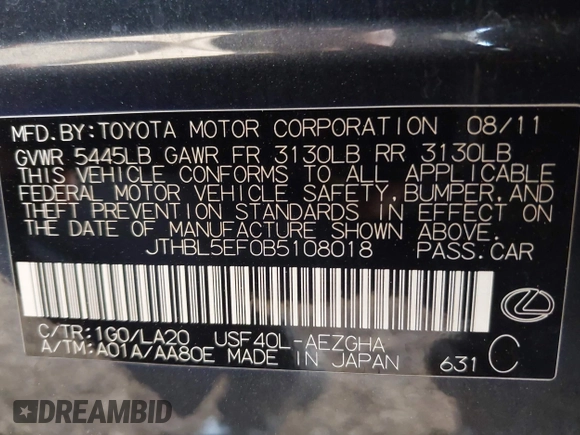 MFD. BY: TOYOTA MOTOR CORPORATION 08/11
GVWR 5445LB GAWR FR 3130LB RR 3130LB
THIS VEHICLE CONFORMS TO ALL APPLICABLE
FEDERAL MOTOR VEHICLE SAFETY, BUMPER, AND
THEFT PREVENTION STANDARDS IN EFFECT ON
THE DATE OF MANUFACTURE SHOWN ABOVE.
JTHBL5EF0B5108018 PASS. CAR
C/TR: 1G0/LA20 USF40L-AEZGHA
A/TM: A01A/AA80E MADE IN JAPAN 631 C
DREAMBID